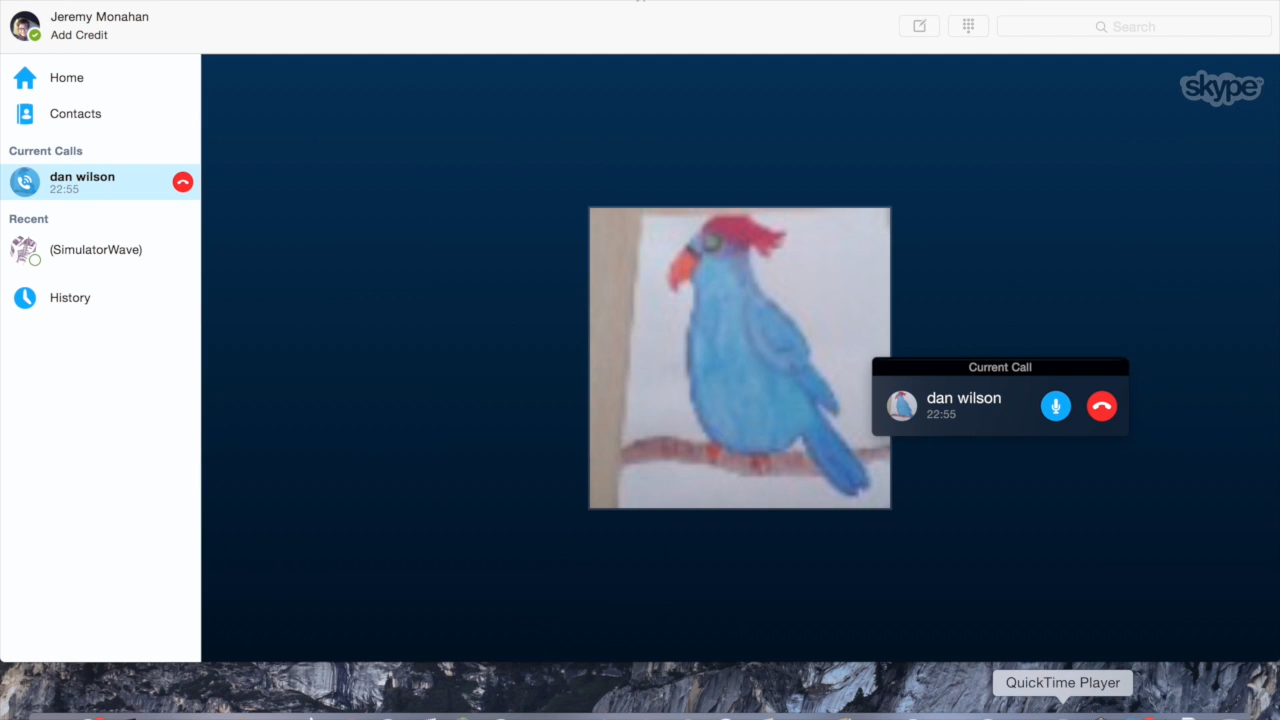 Jeremy Monahan
Add Credit
Search
Home
Contacts
Current Calls
dan wilson
22:55
Recent
(SimulatorWave)
History
skype™
Current Call
dan wilson
22:55
QuickTime Player